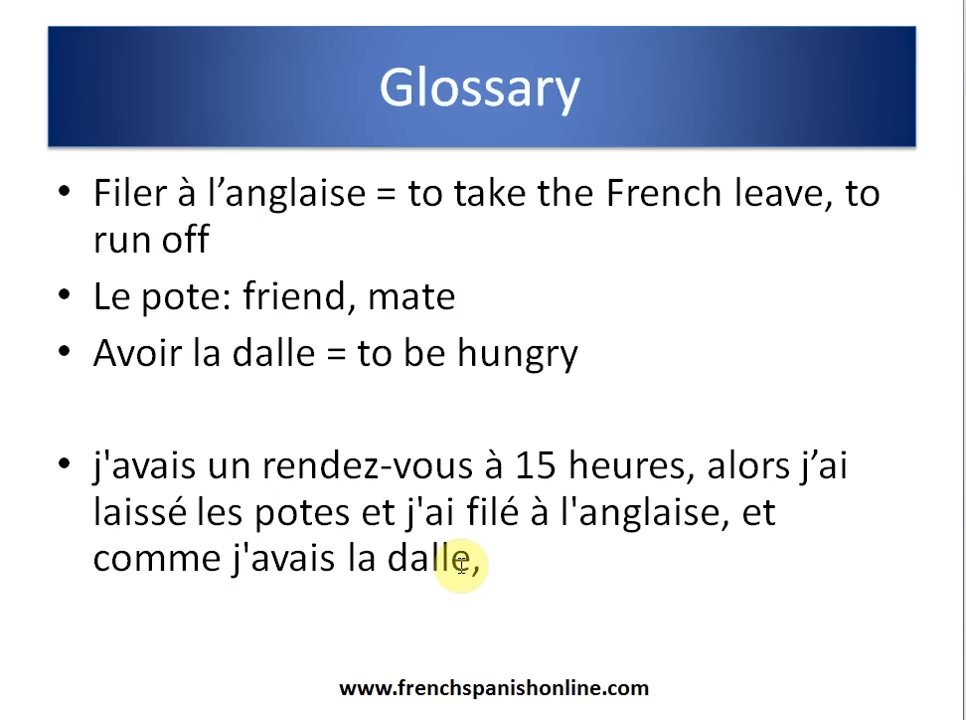 Glossary
• Filer à l’anglaise = to take the French leave, to
run off
• Le pote: friend, mate
• Avoir la dalle = to be hungry
• j'avais un rendez-vous à 15 heures, alors j’ai
laissé les potes et j'ai filé à l'anglaise, et
comme j'avais la dalle,
www.frenchspanishonline.com